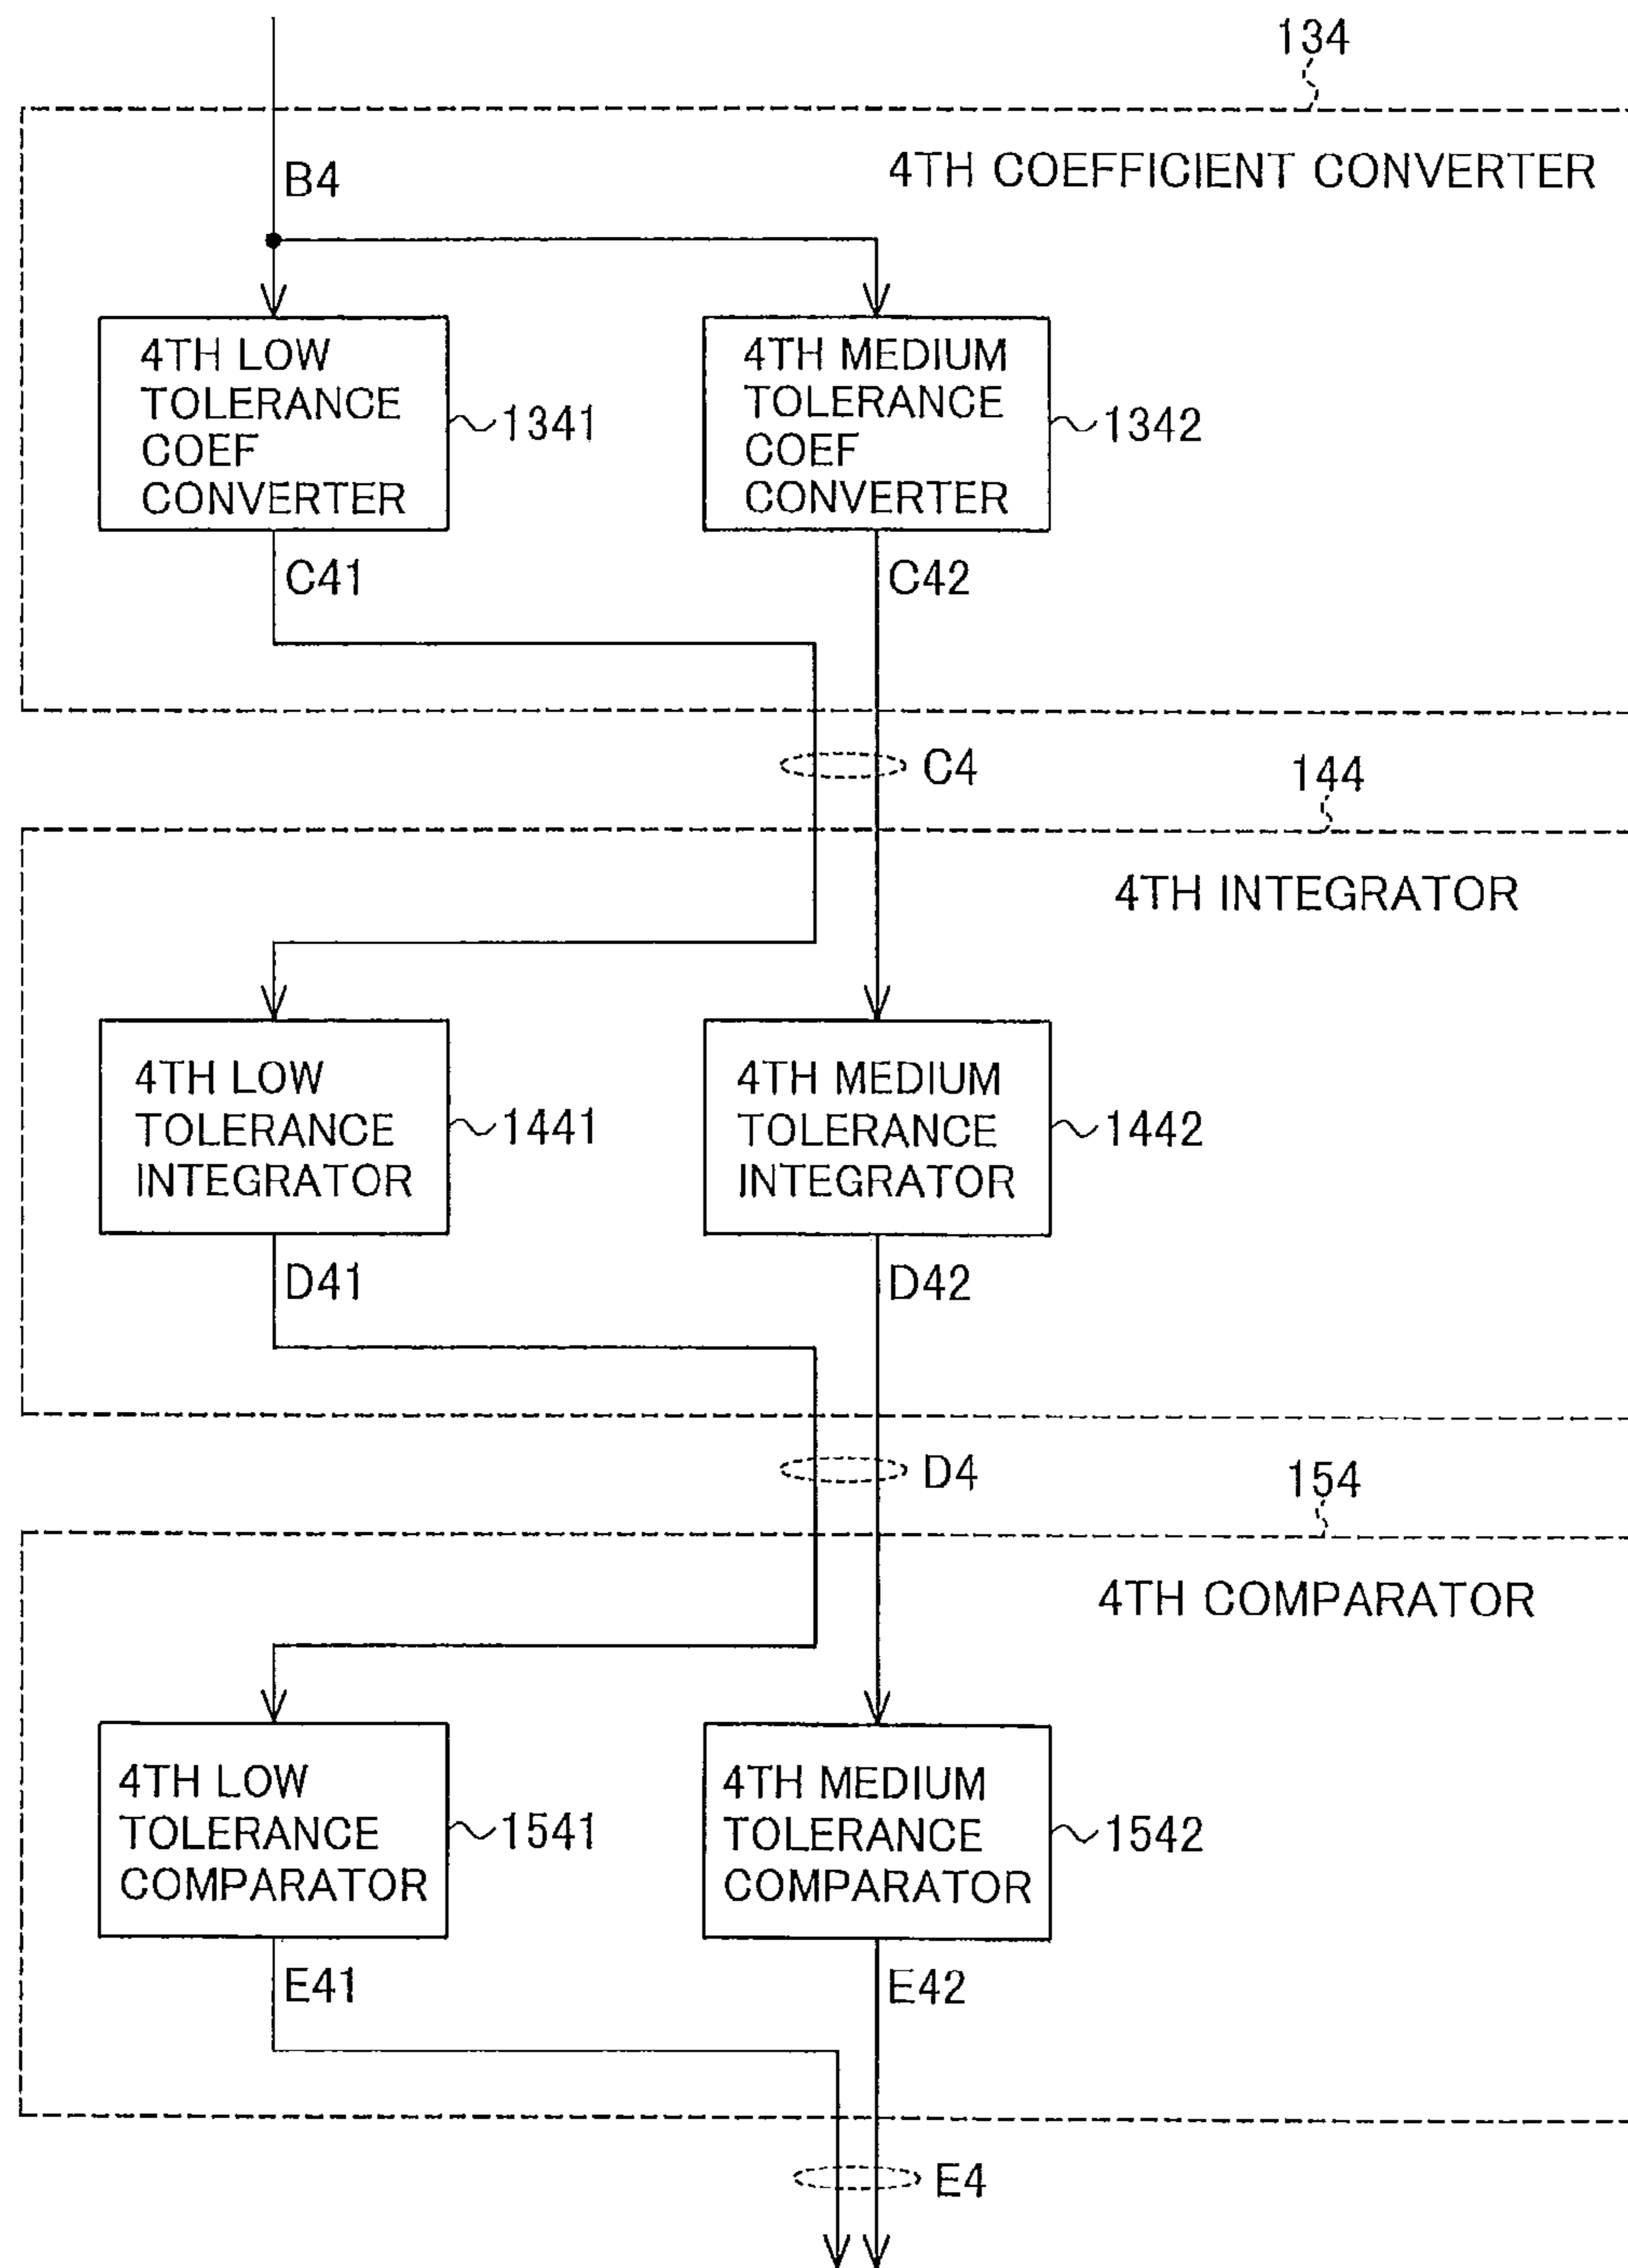 134
4TH COEFFICIENT CONVERTER
B4
4TH LOW
TOLERANCE
COEF
CONVERTER
1341
4TH MEDIUM
TOLERANCE
COEF
CONVERTER
1342
C41
C42
C4
144
4TH INTEGRATOR
4TH LOW
TOLERANCE
INTEGRATOR
1441
4TH MEDIUM
TOLERANCE
INTEGRATOR
1442
D41
D42
D4
154
4TH COMPARATOR
4TH LOW
TOLERANCE
COMPARATOR
1541
4TH MEDIUM
TOLERANCE
COMPARATOR
1542
E41
E42
E4